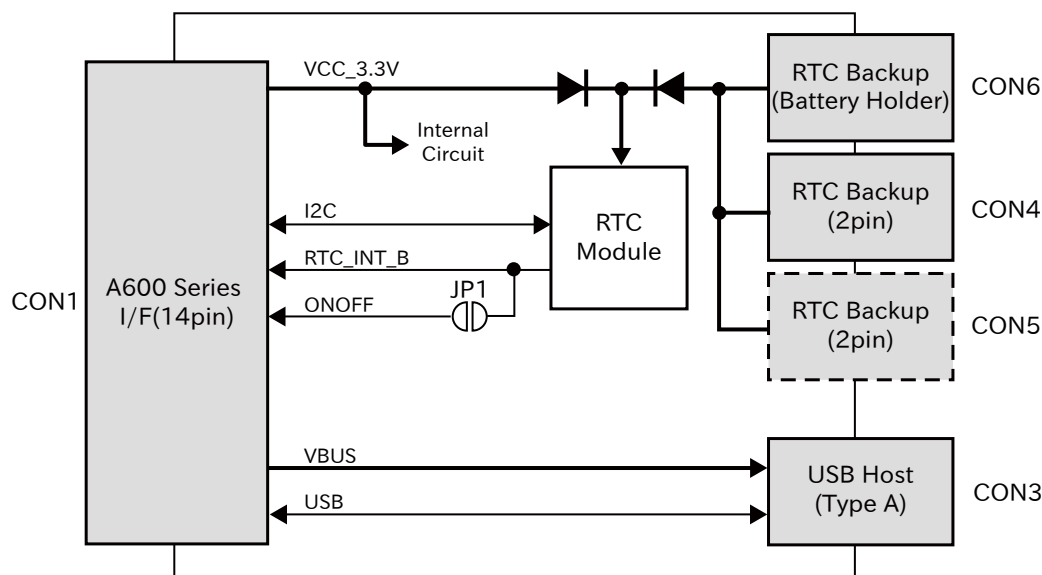 VCC_3.3V
RTC Backup
(Battery Holder)
CON6
Internal
Circuit
I2C
RTC
Module
RTC Backup
(2pin)
CON4
RTC_INT_B
JP1
ONOFF
CON1
A600 Series
I/F(14pin)
RTC Backup
(2pin)
CON5
VBUS
USB
USB Host
(Type A)
CON3